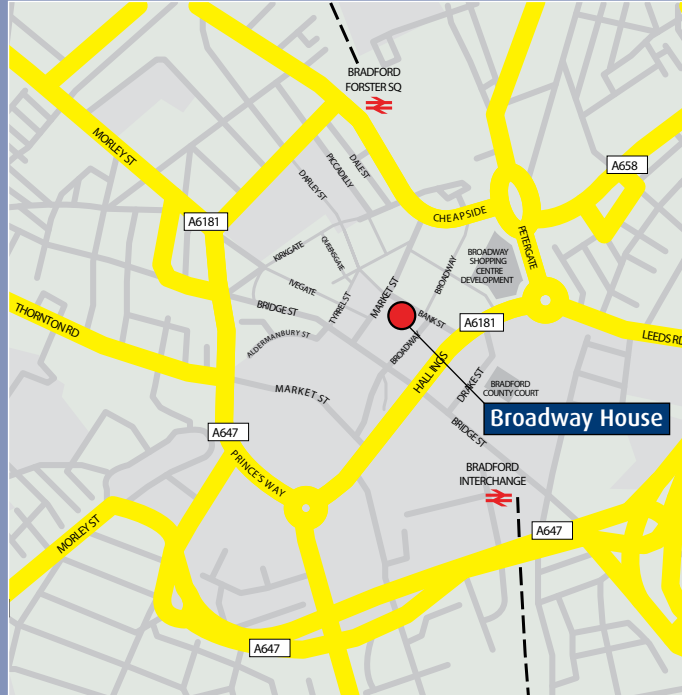 BRADFORD
FORSTER SQ
MORLEY ST
DALE ST
PICCADILLY
DARLEY ST
A658
A6181
CHEAPSIDE
PETERGATE
KIRKGATE
QUEENSGATE
BROADWAY
BROADWAY
SHOPPING
CENTRE
DEVELOPMENT
IVEGATE
MARKET ST
TYRREL ST
BRIDGE ST
THORNTON RD
BANK ST
A6181
LEEDS RD
ALDERMANBURY ST
BROADWAY
HALLINGS
DRAKE ST
BRADFORD
COUNTY COURT
MARKET ST
Broadway House
A647
BRIDGE ST
PRINCE'S WAY
BRADFORD
INTERCHANGE
MORLEY ST
A647
A647